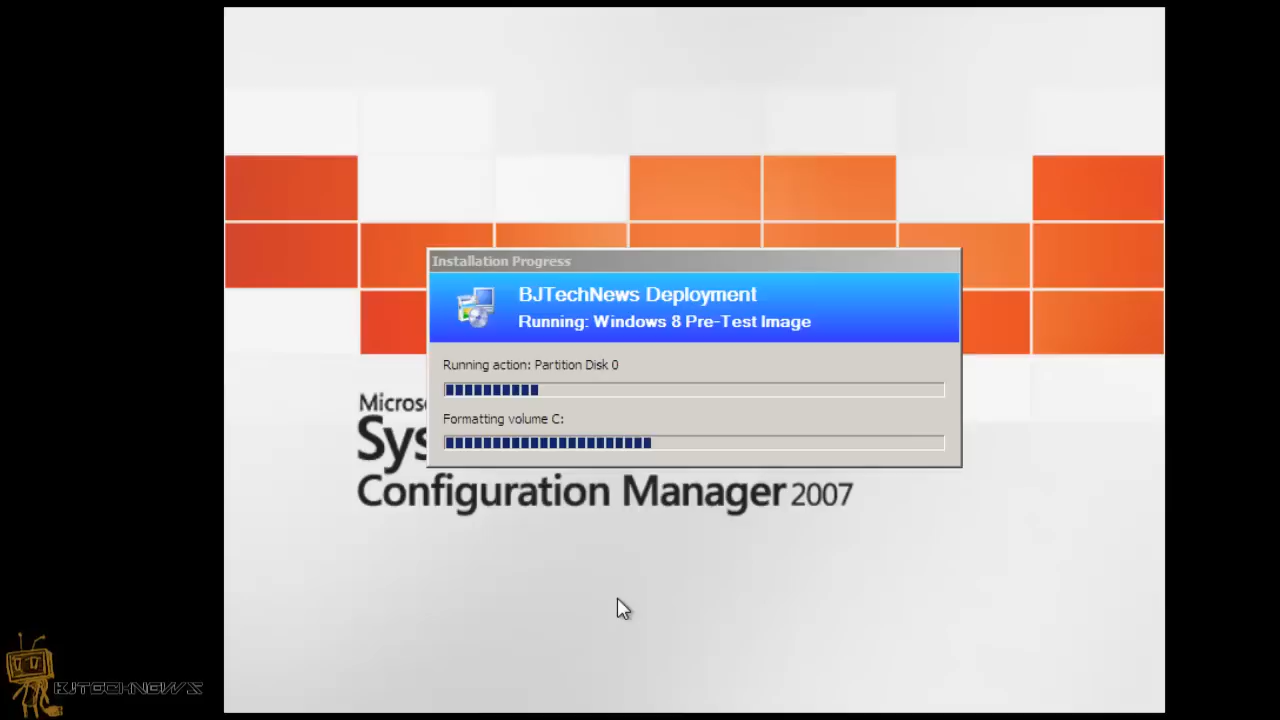 Installation Progress
BJTechNews Deployment
Running: Windows 8 Pre-Test Image
Running action: Partition Disk 0
Formatting volume C:
Microso
Sys
Configuration Manager 2007
BJTECHNEWS